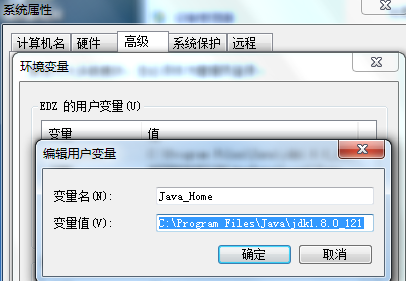 系统属性
计算机名 硬件 高级 系统保护 远程
环境变量
EDZ 的用户变量(U)
变量 值
编辑用户变量
变量名(N): Java_Home
变量值(V): C:\Program Files\Java\jdk1.8.0_121
确定 取消